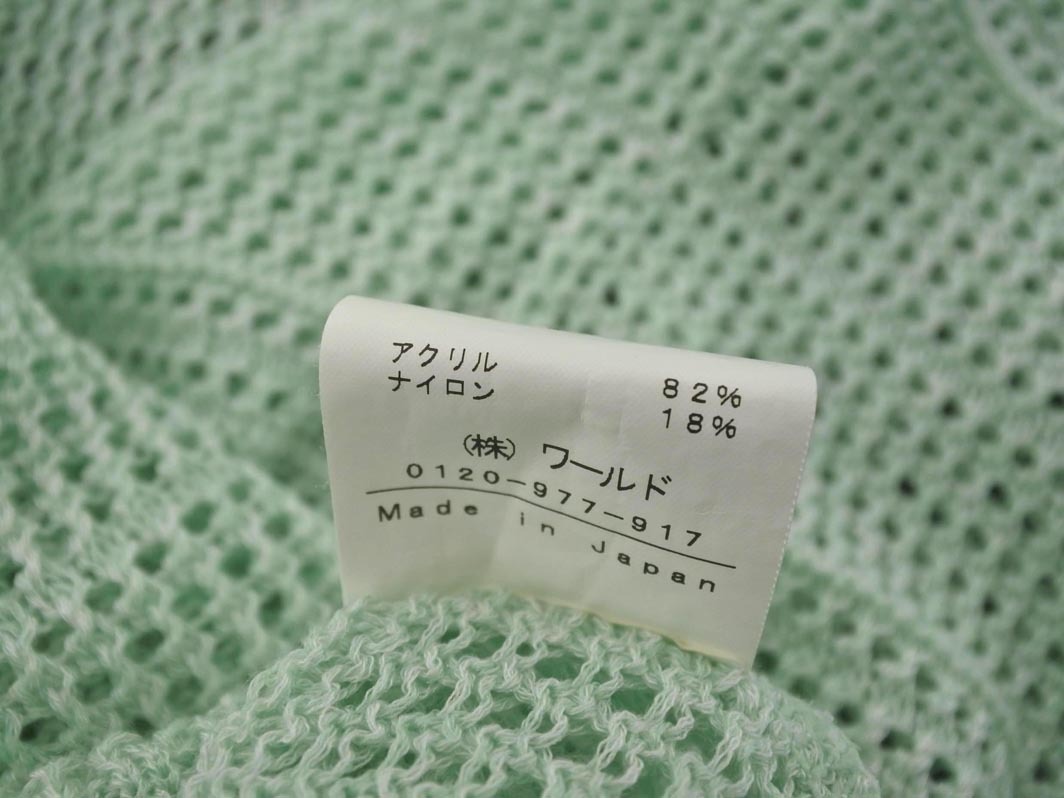 アクリル 82%
ナイロン 18%
(株) ワールド
0120-977-917
Made in Japan